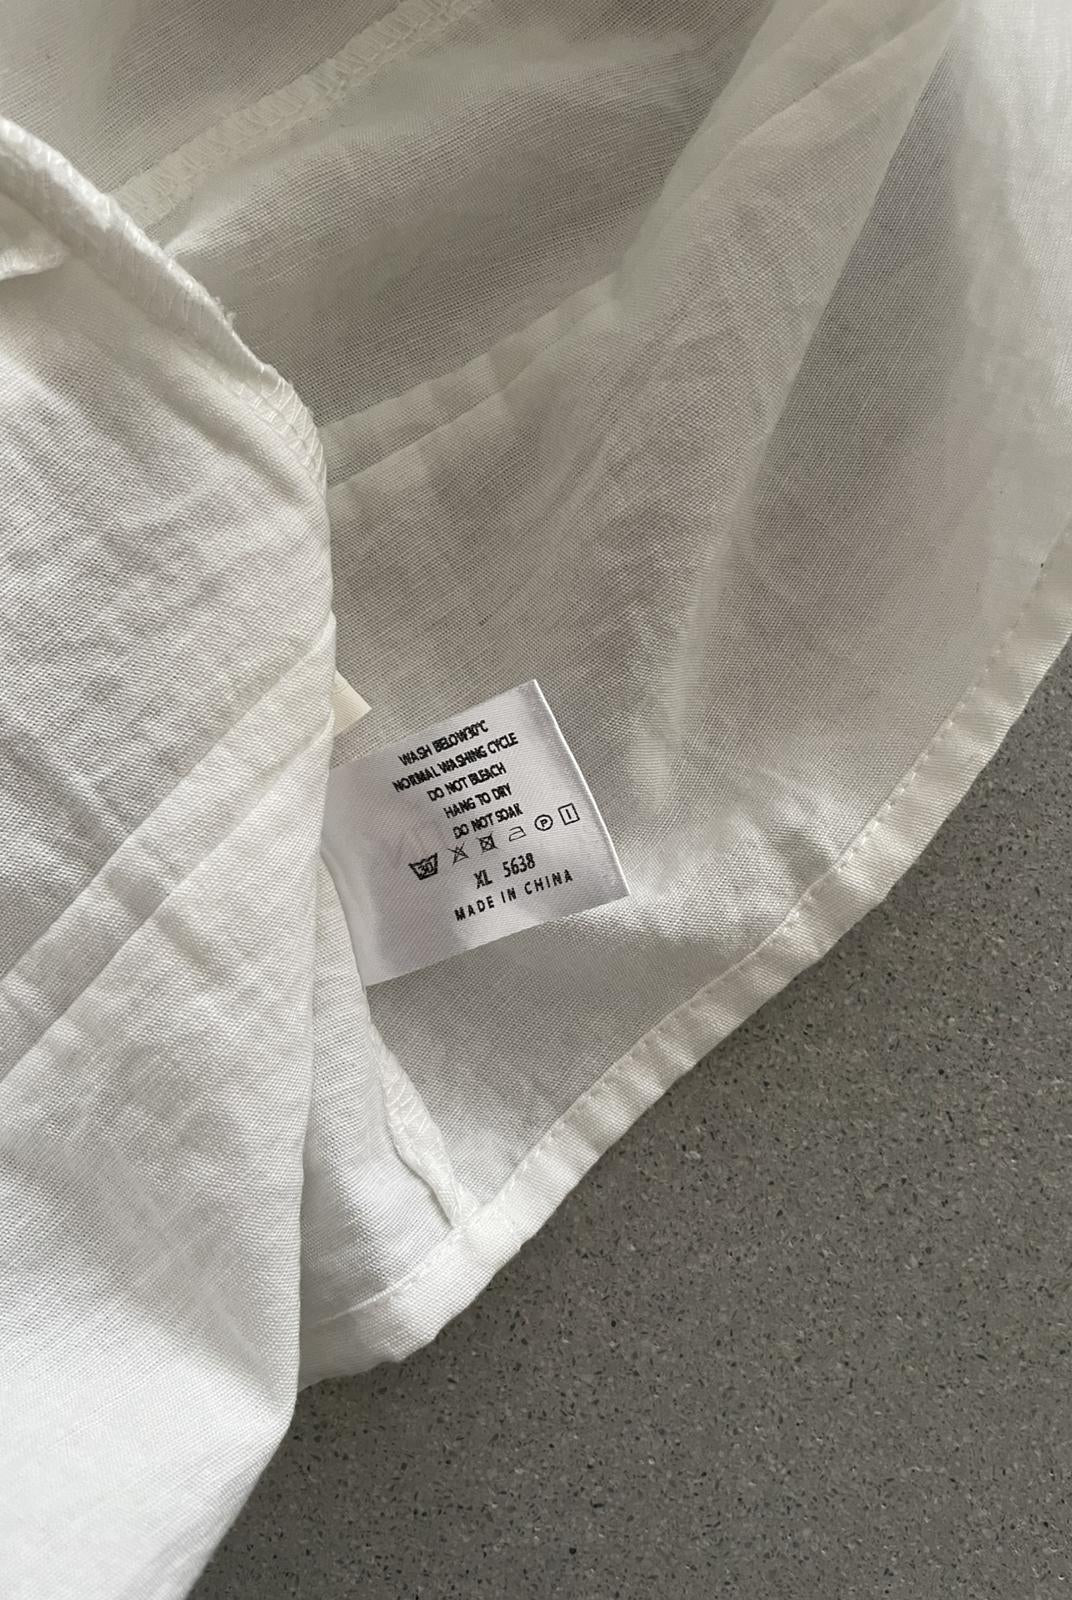 WASH BELOW30°C
NORMAL WASHING CYCLE
DO NOT BLEACH
HANG TO DRY
DO NOT SOAK
30 P
XL 5638
MADE IN CHINA